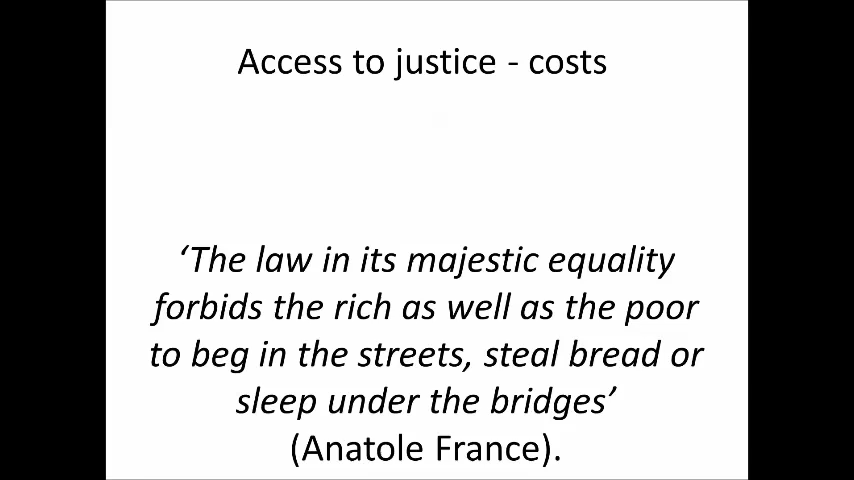 Access to justice - costs
‘The law in its majestic equality
forbids the rich as well as the poor
to beg in the streets, steal bread or
sleep under the bridges’
(Anatole France).